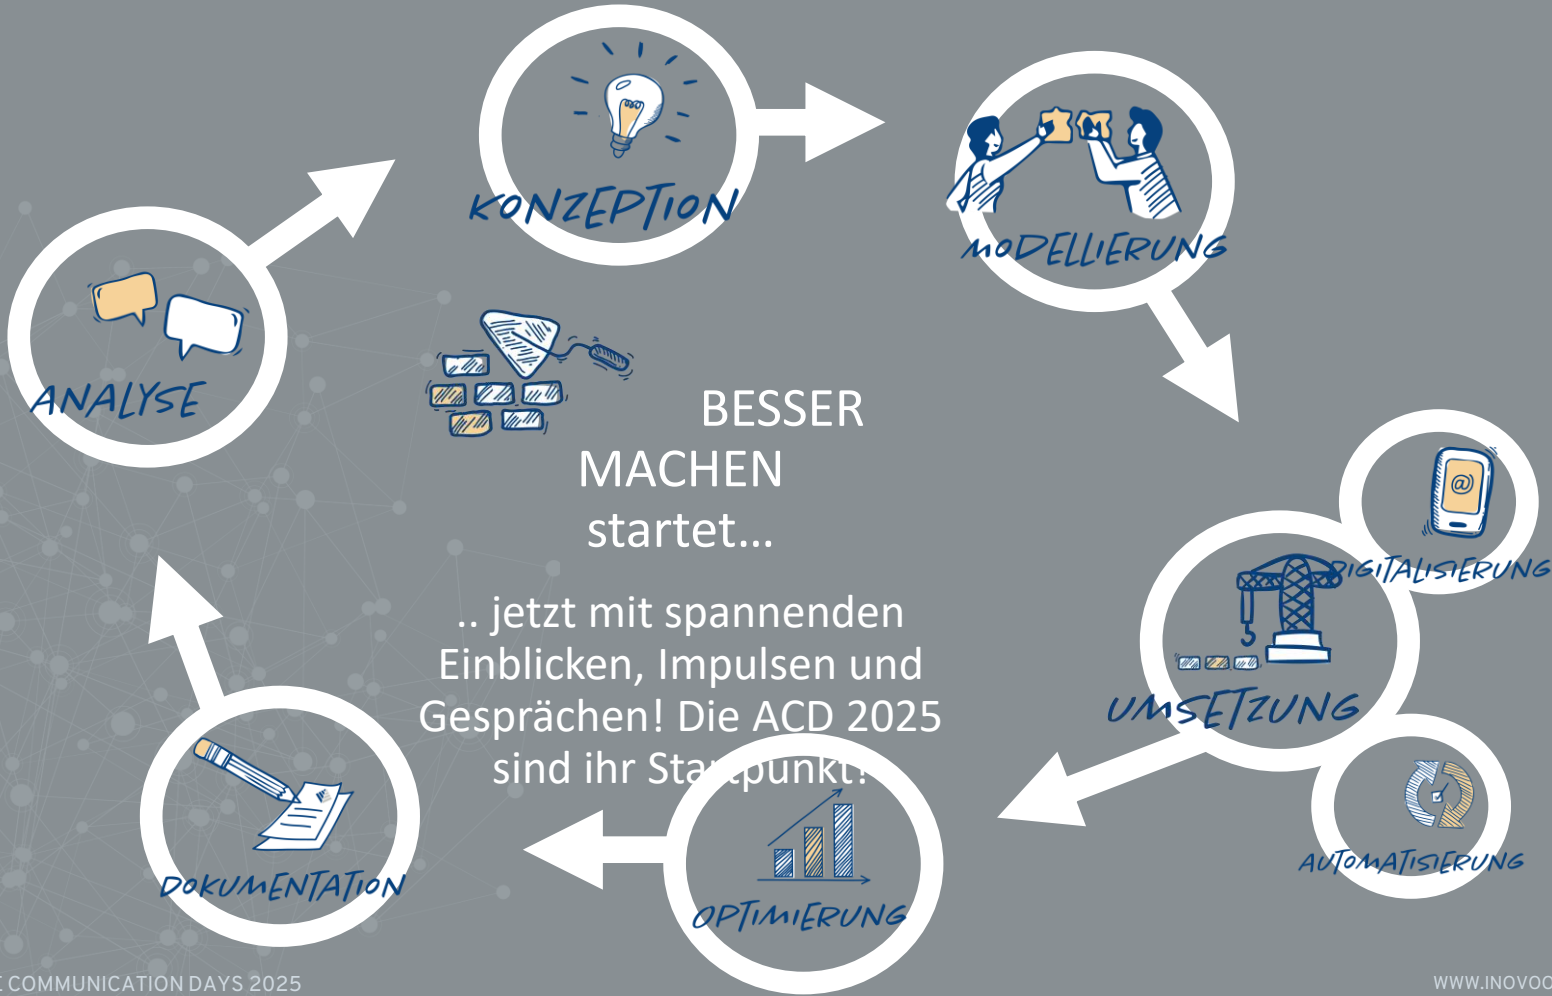 KONZEPTION
MODELLIERUNG
ANALYSE
BESSER
MACHEN
startet...
@
DIGITALISIERUNG
.. jetzt mit spannenden
Einblicken, Impulsen und
Gesprächen! Die ACD 2025
sind ihr Startpunkt!
UMSETZUNG
AUTOMATISIERUNG
DOKUMENTATION
OPTIMIERUNG
COMMUNICATION DAYS 2025